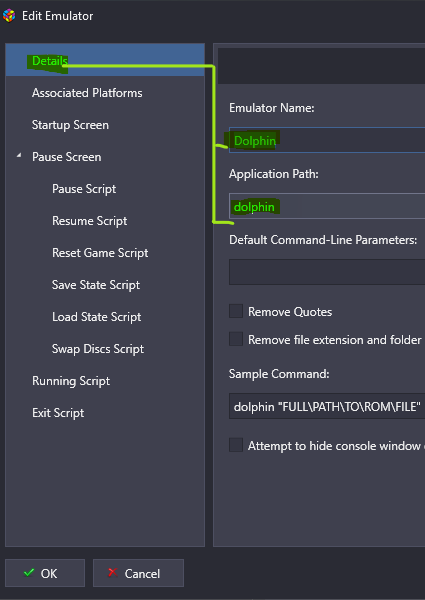 Edit Emulator
Details
Associated Platforms
Startup Screen
Pause Screen
Pause Script
Resume Script
Reset Game Script
Save State Script
Load State Script
Swap Discs Script
Running Script
Exit Script
Emulator Name:
Dolphin
Application Path:
dolphin
Default Command-Line Parameters:
Remove Quotes
Remove file extension and folder
Sample Command:
dolphin "FULL\PATH\TO\ROM\FILE"
Attempt to hide console window
OK
Cancel